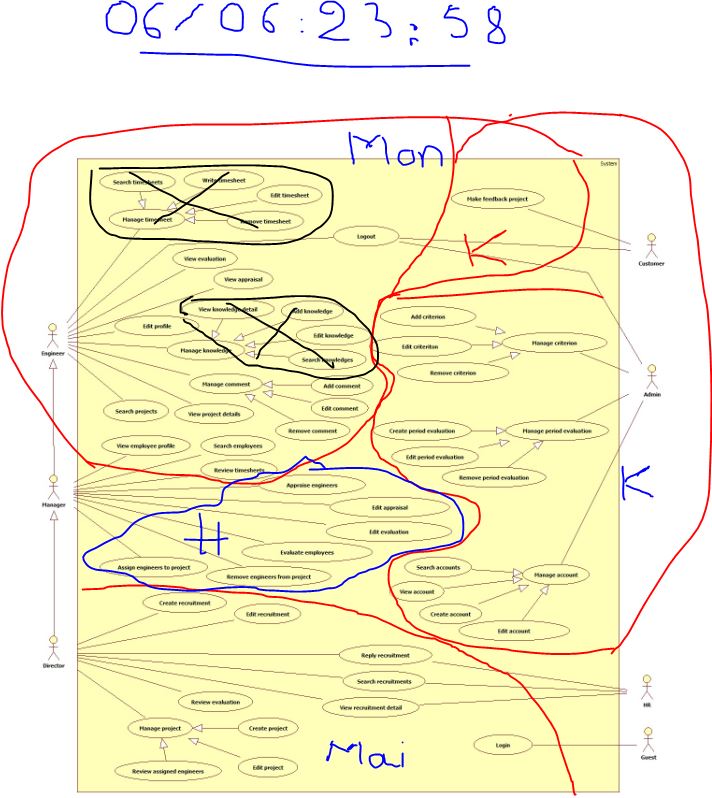 06/06:23:58
Mon
System
Search timesheets
Write timesheet
Edit timesheet
Manage timesheet
Remove timesheet
Make feedback project
Logout
K
Customer
View evaluation
View appraisal
View knowledge detail
Add knowledge
Edit profile
Edit knowledge
Manage knowledge
Search knowledges
Engineer
Add criterion
Edit criteriton
Manage criterion
Remove criterion
Admin
Manage comment
Add comment
Edit comment
Search projects
View project details
Remove comment
Create period evaluation
Manage period evaluation
Edit period evaluation
Remove period evaluation
View employee profile
Search employees
Review timesheets
K
Manager
Appraise engineers
Edit appraisal
Edit evaluation
H
Evaluate employees
Assign engineers to project
Remove engineers from project
Search accounts
Manage account
View account
Create account
Edit account
Create recruitment
Edit recruitment
Director
Reply recruitment
Search recruitments
View recruitment detail
HR
Review evaluation
Manage project
Create project
Review assigned engineers
Edit project
Mai
Login
Guest